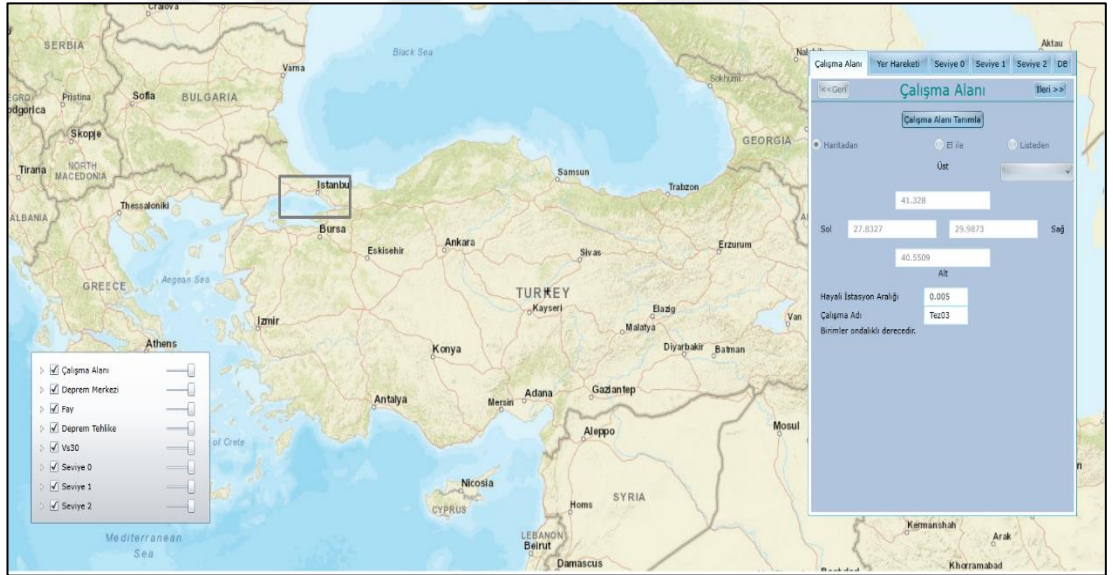 Craiova
SERBIA
Black Sea
Varna
Aktau
Sokhumi
Pristina
Sofia
BULGARIA
Skopje
GEORGIA
Tirana
NORTH
MACEDONIA
Istanbul
Samsun
Trabzon
Thessaloniki
ALBANIA
Bursa
Eskisehir
Ankara
Sivas
Erzurum
GREECE
Aegean Sea
TURKEY
Kayseri
Elazig
Van
Izmir
Malatya
Athens
Konya
Diyarbakir
Batman
Antalya
Mersin
Adana
Gaziantep
Aleppo
Mosul
of Crete
Nicosia
CYPRUS
Homs
SYRIA
Mediterranean
Sea
LEBANON
Beirut
Damascus
Kermanshah
Arak
Khorramabad
Çalışma Alanı
Deprem Merkezi
Fay
Deprem Tehlike
Vs30
Seviye 0
Seviye 1
Seviye 2
Çalışma Alanı Yer Hareketi Seviye 0 Seviye 1 Seviye 2 DB
<<Geri Çalışma Alanı İleri >>
Çalışma Alanı Tanımla
Haritadan El ile Listeden
Üst
41.328
Sol 27.8327 29.9873 Sağ
40.5509
Alt
Hayali İstasyon Aralığı 0.005
Çalışma Adı Tez03
Birimler ondalıklı derecedir.